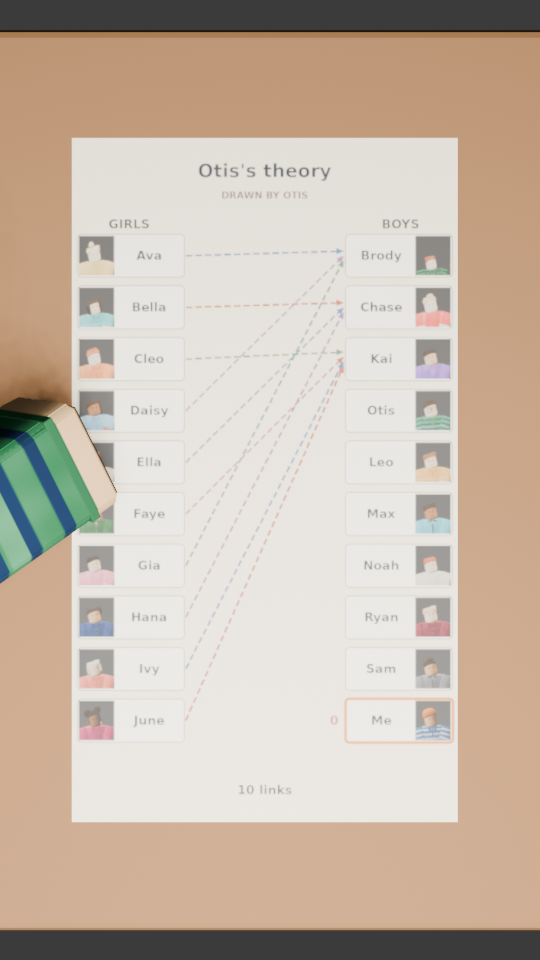 Otis's theory
DRAWN BY OTIS
GIRLS BOYS
Ava Brody
Bella Chase
Cleo Kai
Daisy Otis
Ella Leo
Faye Max
Gia Noah
Hana Ryan
Ivy Sam
June 0 Me
10 links